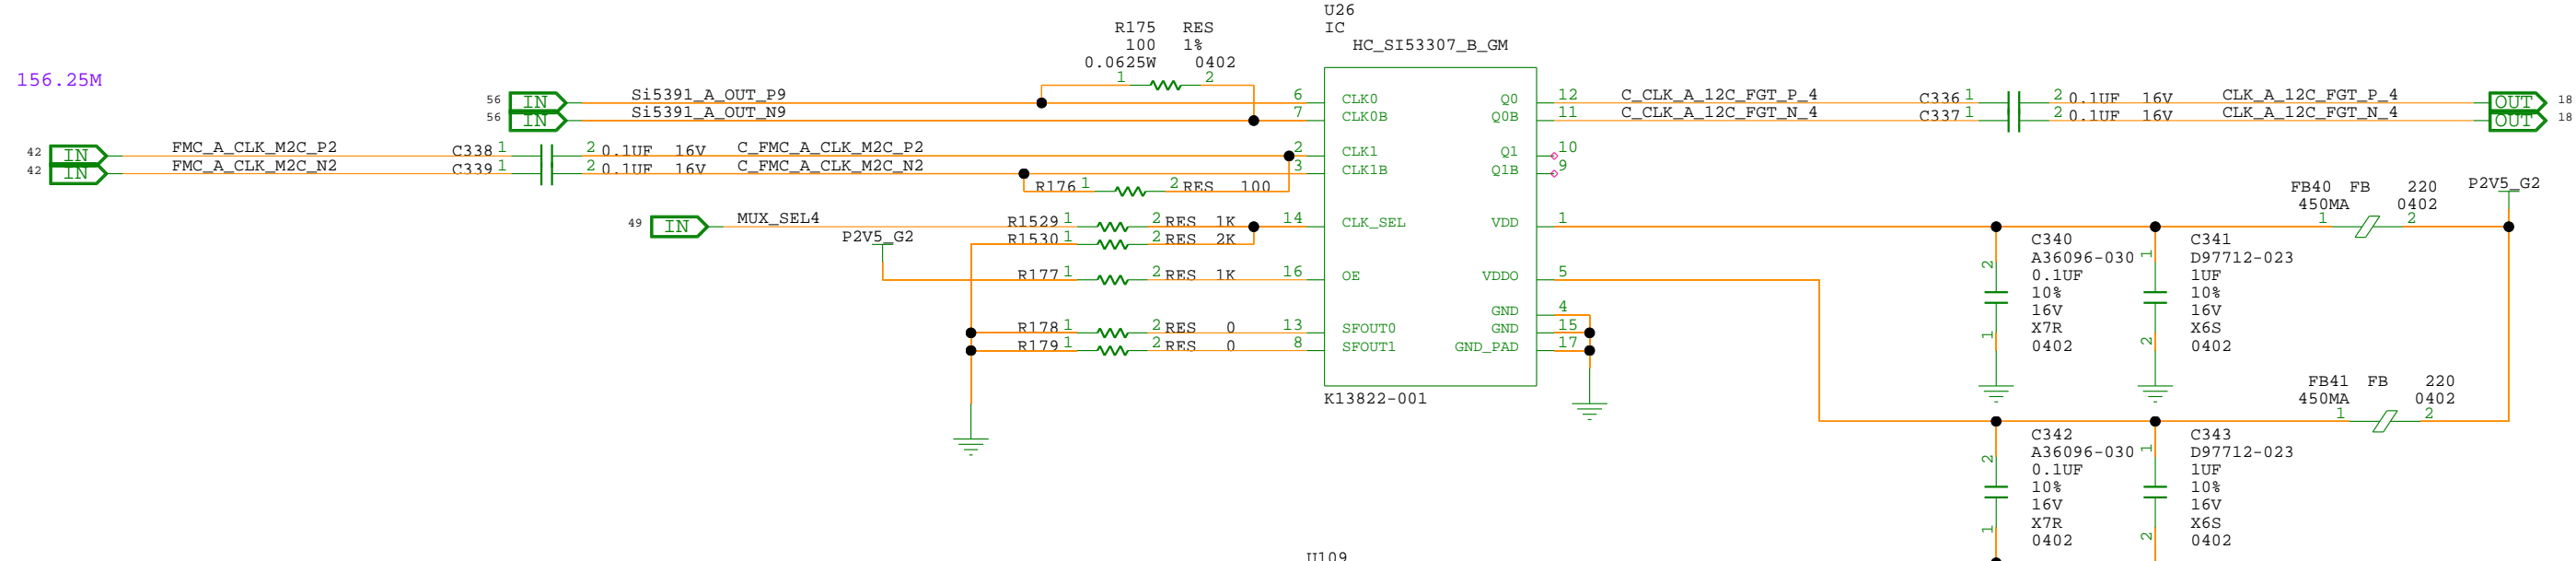 U26
IC
HC_SI53307_B_GM
R175 RES
100 1%
0.0625W 0402
1 2
156.25M
56 IN Si5391_A_OUT_P9 6 CLK0 Q0 12 C_CLK_A_12C_FGT_P_4 C336 1 2 0.1UF 16V CLK_A_12C_FGT_P_4 OUT 18
56 IN Si5391_A_OUT_N9 7 CLK0B Q0B 11 C_CLK_A_12C_FGT_N_4 C337 1 2 0.1UF 16V CLK_A_12C_FGT_N_4 OUT 18
42 IN FMC_A_CLK_M2C_P2 C338 1 2 0.1UF 16V C_FMC_A_CLK_M2C_P2 2 CLK1 Q1 10
42 IN FMC_A_CLK_M2C_N2 C339 1 2 0.1UF 16V C_FMC_A_CLK_M2C_N2 3 CLK1B Q1B 9
R176 1 2 RES 100
FB40 FB 220 P2V5_G2
450MA 0402
1 2
49 IN MUX_SEL4 R1529 1 2 RES 1K 14 CLK_SEL VDD 1
P2V5_G2 R1530 1 2 RES 2K
R177 1 2 RES 1K 16 OE VDDO 5
GND 4
R178 1 2 RES 0 13 SFOUT0 GND 15
R179 1 2 RES 0 8 SFOUT1 GND_PAD 17
K13822-001
C340
A36096-030
0.1UF
10%
16V
X7R
0402
2
1
C341
D97712-023
1UF
10%
16V
X6S
0402
1
2
FB41 FB 220
450MA 0402
1 2
C342
A36096-030
0.1UF
10%
16V
X7R
0402
2
1
C343
D97712-023
1UF
10%
16V
X6S
0402
1
2
U109